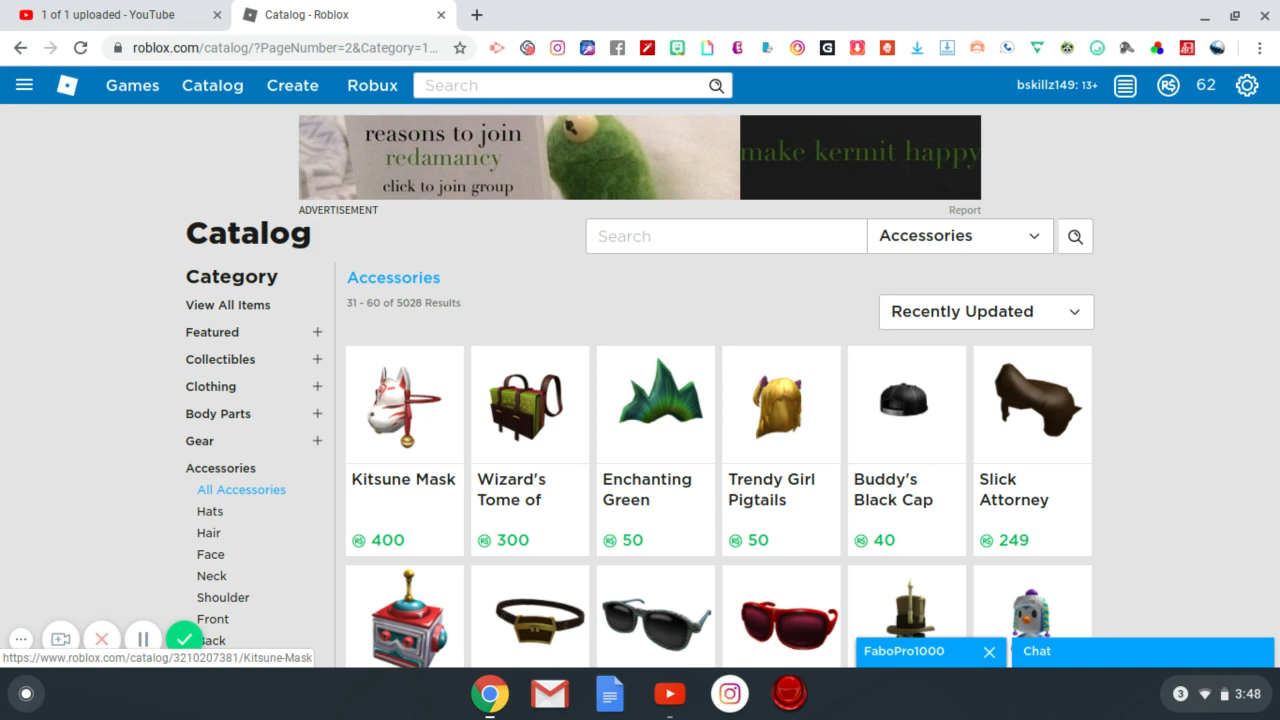 1 of 1 uploaded - YouTube
Catalog - Roblox
roblox.com/catalog/?PageNumber=2&Category=1...
Games
Catalog
Create
Robux
Search
bskillz149: 13+
62
reasons to join
redamancy
click to join group
make kermit happy
ADVERTISEMENT
Report
Catalog
Search
Accessories
Category
View All Items
Featured
Collectibles
Clothing
Body Parts
Gear
Accessories
All Accessories
Hats
Hair
Face
Neck
Shoulder
Front
Back
Accessories
31 - 60 of 5028 Results
Recently Updated
Kitsune Mask
400
Wizard's
Tome of
300
Enchanting
Green
50
Trendy Girl
Pigtails
50
Buddy's
Black Cap
40
Slick
Attorney
249
https://www.roblox.com/catalog/3210207381/Kitsune-Mask
FaboPro1000
Chat
3
3:48